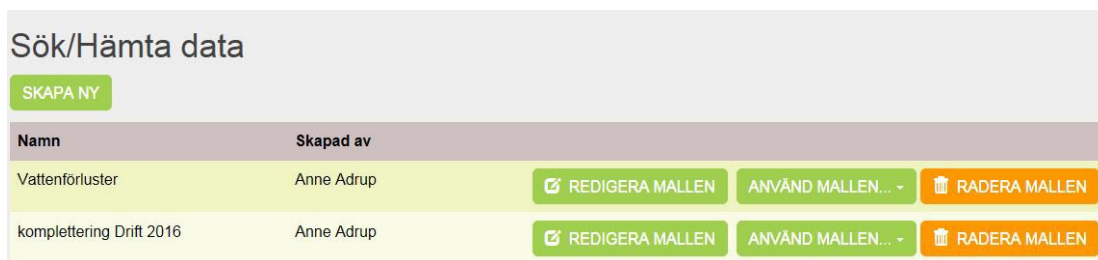 Sök/Hämta data
SKAPA NY
Namn Skapad av
Vattenförluster Anne Adrup REDIGERA MALLEN ANVÄND MALLEN... RADERA MALLEN
komplettering Drift 2016 Anne Adrup REDIGERA MALLEN ANVÄND MALLEN... RADERA MALLEN